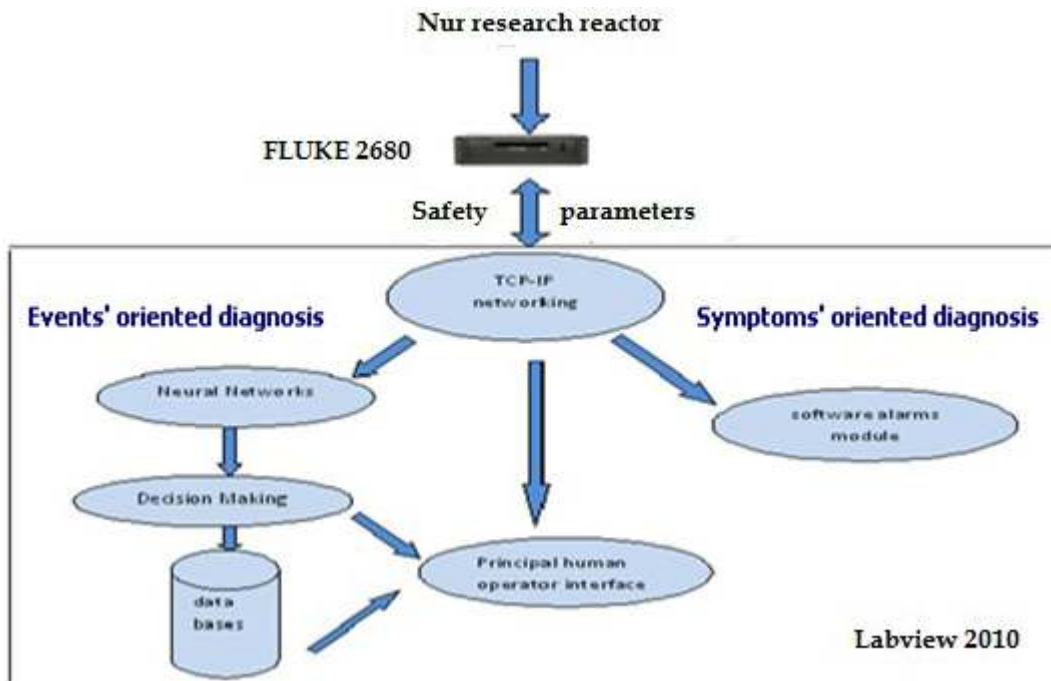 Nur research reactor
FLUKE 2680
Safety parameters
TCP-IP
networking
Events' oriented diagnosis
Symptoms' oriented diagnosis
Neural Networks
software alarms
module
Decision Making
Principal human
operator interface
data
bases
Labview 2010